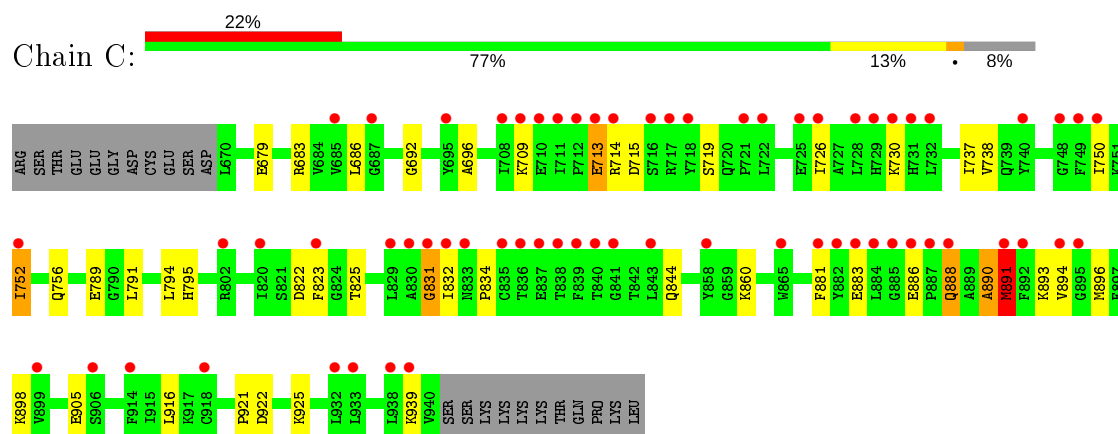 22%
Chain C:
77% 13% • 8%
ARG SER THR GLU GLU GLY ASP CYS GLU SER ASP L670 E679 R683 V684 V685 L686 G687 G692 Y695 A696 I708 K709 E710 I711 P712 E713 R714 D715 S716 R717 Y718 S719 Q720 P721 L722 E725 I726 A727 L728 H729 K730 H731 L732 I737 V738 Q739 Y740 G748 F749 I750 K751
I752 Q756 E789 G790 L791 L794 H795 R802 I820 S821 D822 F823 G824 T825 L829 A830 G831 I832 N833 P834 C835 T836 E837 T838 F839 T840 G841 T842 L843 Q844 Y858 G859 K860 W865 F881 Y882 E883 L884 G885 E886 P887 Q888 A889 A890 M891 F892 K893 V894 G895 M896
K898 V899 E905 S906 F914 I915 L916 K917 C918 P921 D922 K925 L932 L933 L938 K939 V940 SER SER LYS LYS LYS LYS THR GLN PRO LYS LEU